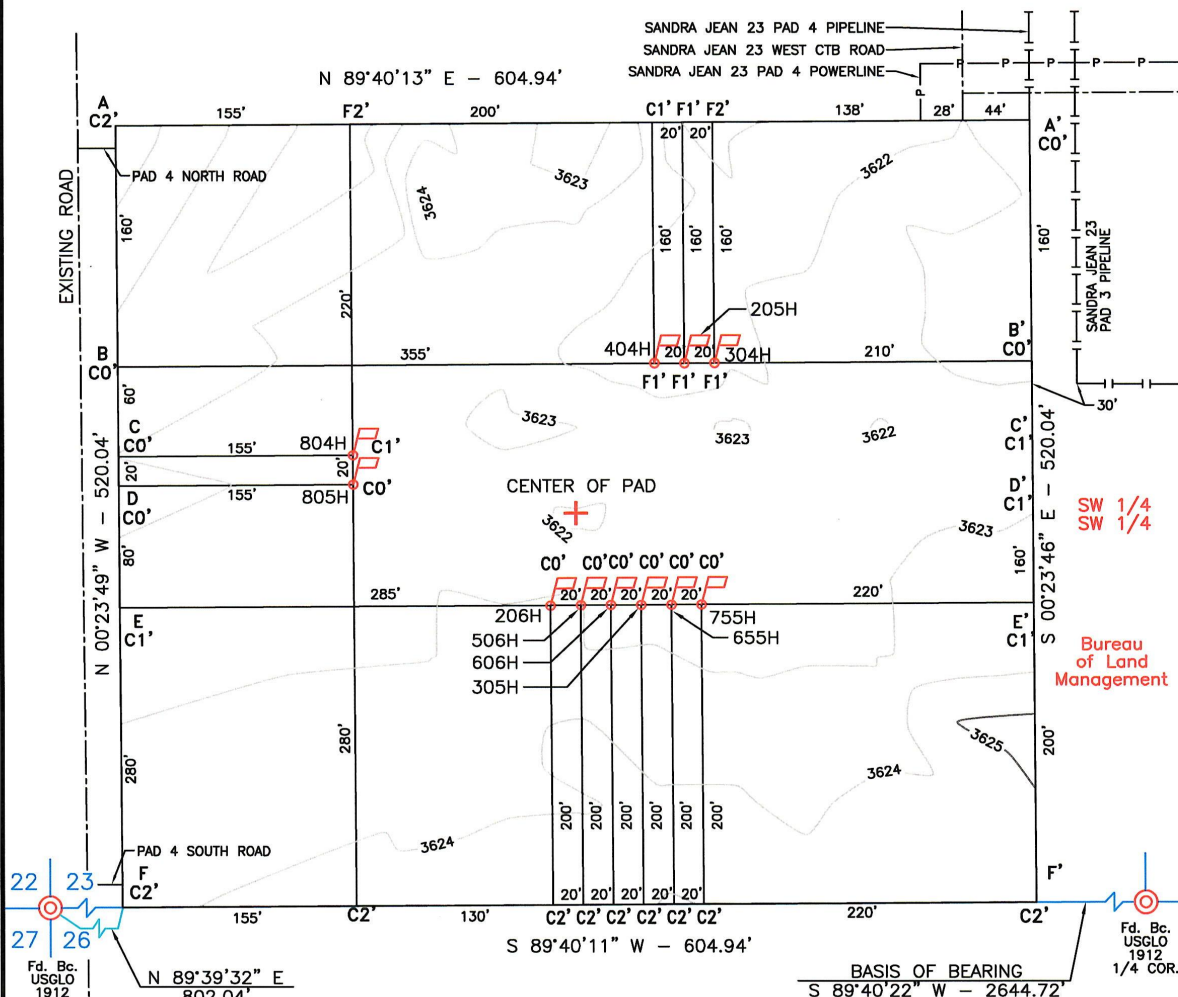 SANDRA JEAN 23 PAD 4 PIPELINE
SANDRA JEAN 23 WEST CTB ROAD
SANDRA JEAN 23 PAD 4 POWERLINE
P P P P P
P
N 89°40'13" E - 604.94'
A
C2'
155'
F2'
200'
C1' F1' F2'
20' 20'
138'
28'
44'
A'
C0'
PAD 4 NORTH ROAD
EXISTING ROAD
160'
220'
3624
3623
3622
160' 160' 160'
160'
SANDRA JEAN 23
PAD 3 PIPELINE
205H
B
C0'
355'
404H
20' 20'
304H
210'
B'
C0'
F1' F1' F1'
30'
60'
C
C0'
155'
804H
C1'
3623
3623
3622
C'
C1'
20'
20'
D
C0'
155'
805H
C0'
CENTER OF PAD
3622
D'
C1'
3623
SW 1/4
SW 1/4
N 00°23'49" W - 520.04'
S 00°23'46" E - 520.04'
80'
160'
C0' C0' C0' C0' C0' C0'
20' 20' 20' 20' 20'
E
C1'
285'
206H
755H
220'
E'
C1'
506H
655H
606H
305H
Bureau
of Land
Management
280'
280'
200' 200' 200' 200' 200' 200'
200'
3625
3624
3624
PAD 4 SOUTH ROAD
F
C2'
F'
C2'
22 23
27 26
155'
C2'
130'
20' 20' 20' 20' 20'
C2' C2' C2' C2' C2' C2'
220'
S 89°40'11" W - 604.94'
Fd. Bc.
USGLO
1912
N 89°39'32" E
802.04'
BASIS OF BEARING
S 89°40'22" W - 2644.72'
Fd. Bc.
USGLO
1912
1/4 COR.